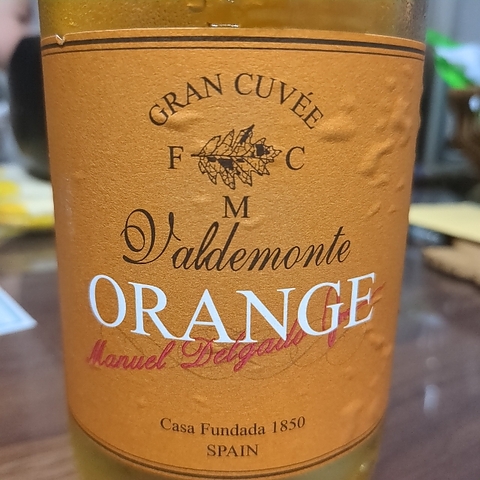 GRAN CUVÉE
F C
M
Valdemonte
ORANGE
Manuel Delgado
Casa Fundada 1850
SPAIN